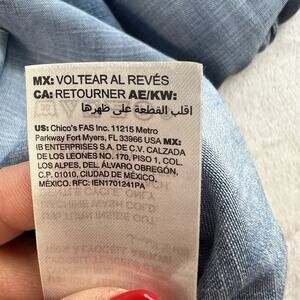 MX: VOLTEAR AL REVÉS
CA: RETOURNER AE/KW:
اقلب القطعة على ظهرها
US: Chico's FAS Inc. 11215 Metro
Parkway Fort Myers, FL 33966 USA MX:
IB ENTERPRISES S.A. DE C.V. CALZADA
DE LOS LEONES NO. 170, PISO 1, COL.
LOS ALPES, DEL. ÁLVARO OBREGÓN,
C.P. 01010, CIUDAD DE MÉXICO,
MÉXICO. RFC: IEN1701241PA